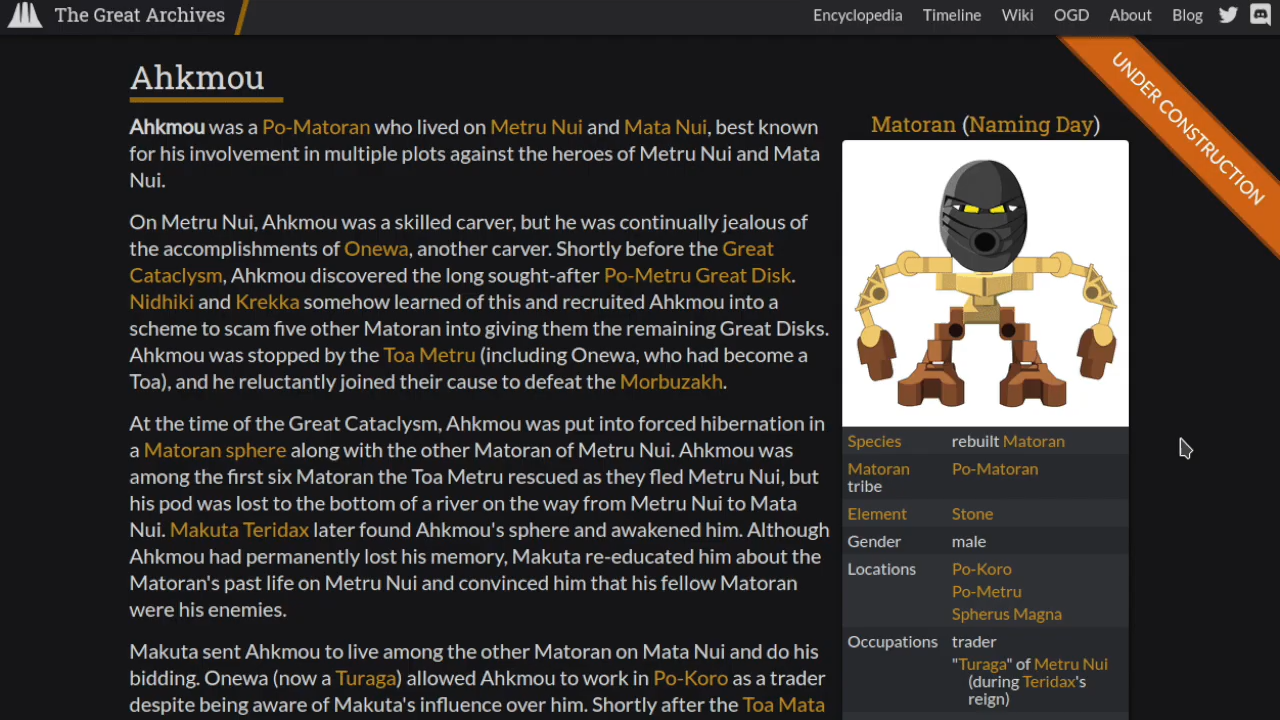 The Great Archives
Encyclopedia Timeline Wiki OGD About Blog
UNDER CONSTRUCTION
Ahkmou
Ahkmou was a Po-Matoran who lived on Metru Nui and Mata Nui, best known
for his involvement in multiple plots against the heroes of Metru Nui and Mata
Nui.
On Metru Nui, Ahkmou was a skilled carver, but he was continually jealous of
the accomplishments of Onewa, another carver. Shortly before the Great
Cataclysm, Ahkmou discovered the long sought-after Po-Metru Great Disk.
Nidhiki and Krekka somehow learned of this and recruited Ahkmou into a
scheme to scam five other Matoran into giving them the remaining Great Disks.
Ahkmou was stopped by the Toa Metru (including Onewa, who had become a
Toa), and he reluctantly joined their cause to defeat the Morbuzakh.
At the time of the Great Cataclysm, Ahkmou was put into forced hibernation in
a Matoran sphere along with the other Matoran of Metru Nui. Ahkmou was
among the first six Matoran the Toa Metru rescued as they fled Metru Nui, but
his pod was lost to the bottom of a river on the way from Metru Nui to Mata
Nui. Makuta Teridax later found Ahkmou's sphere and awakened him. Although
Ahkmou had permanently lost his memory, Makuta re-educated him about the
Matoran's past life on Metru Nui and convinced him that his fellow Matoran
were his enemies.
Makuta sent Ahkmou to live among the other Matoran on Mata Nui and do his
bidding. Onewa (now a Turaga) allowed Ahkmou to work in Po-Koro as a trader
despite being aware of Makuta's influence over him. Shortly after the Toa Mata
Matoran (Naming Day)
Species rebuilt Matoran
Matoran Po-Matoran
tribe
Element Stone
Gender male
Locations Po-Koro
Po-Metru
Spherus Magna
Occupations trader
"Turaga" of Metru Nui
(during Teridax's
reign)